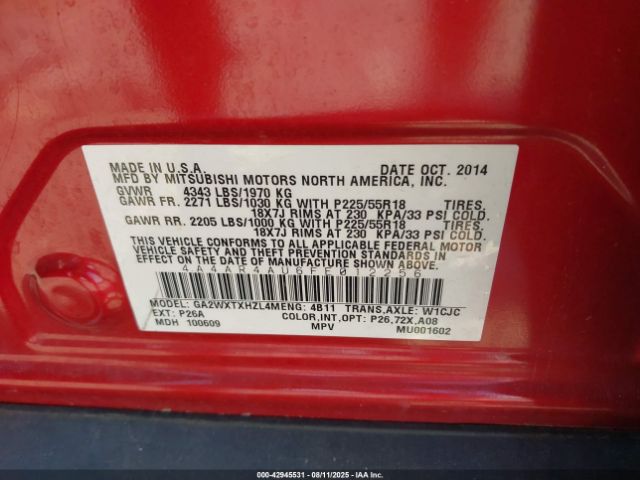 MADE IN U.S.A. DATE OCT. 2014
MFD BY MITSUBISHI MOTORS NORTH AMERICA, INC.
GVWR 4343 LBS/1970 KG
GAWR FR. 2271 LBS/1030 KG WITH P225/55R18 TIRES,
18X7J RIMS AT 230 KPA/33 PSI COLD.
GAWR RR. 2205 LBS/1000 KG WITH P225/55R18 TIRES,
18X7J RIMS AT 230 KPA/33 PSI COLD.
THIS VEHICLE CONFORMS TO ALL APPLICABLE FEDERAL MOTOR
VEHICLE SAFETY AND THEFT PREVENTION STANDARDS IN
EFFECT ON THE DATE OF MANUFACTURE SHOWN ABOVE.
4A4AR4AU6FE012256
MODEL: GA2WXTXHZL4MENG: 4B11 TRANS.AXLE: W1CJC
EXT: P26A COLOR,INT,OPT: P26,72X,A08
MDH 100609 MPV MU001602
000-42945531 - 08/11/2025 - IAAI.COM